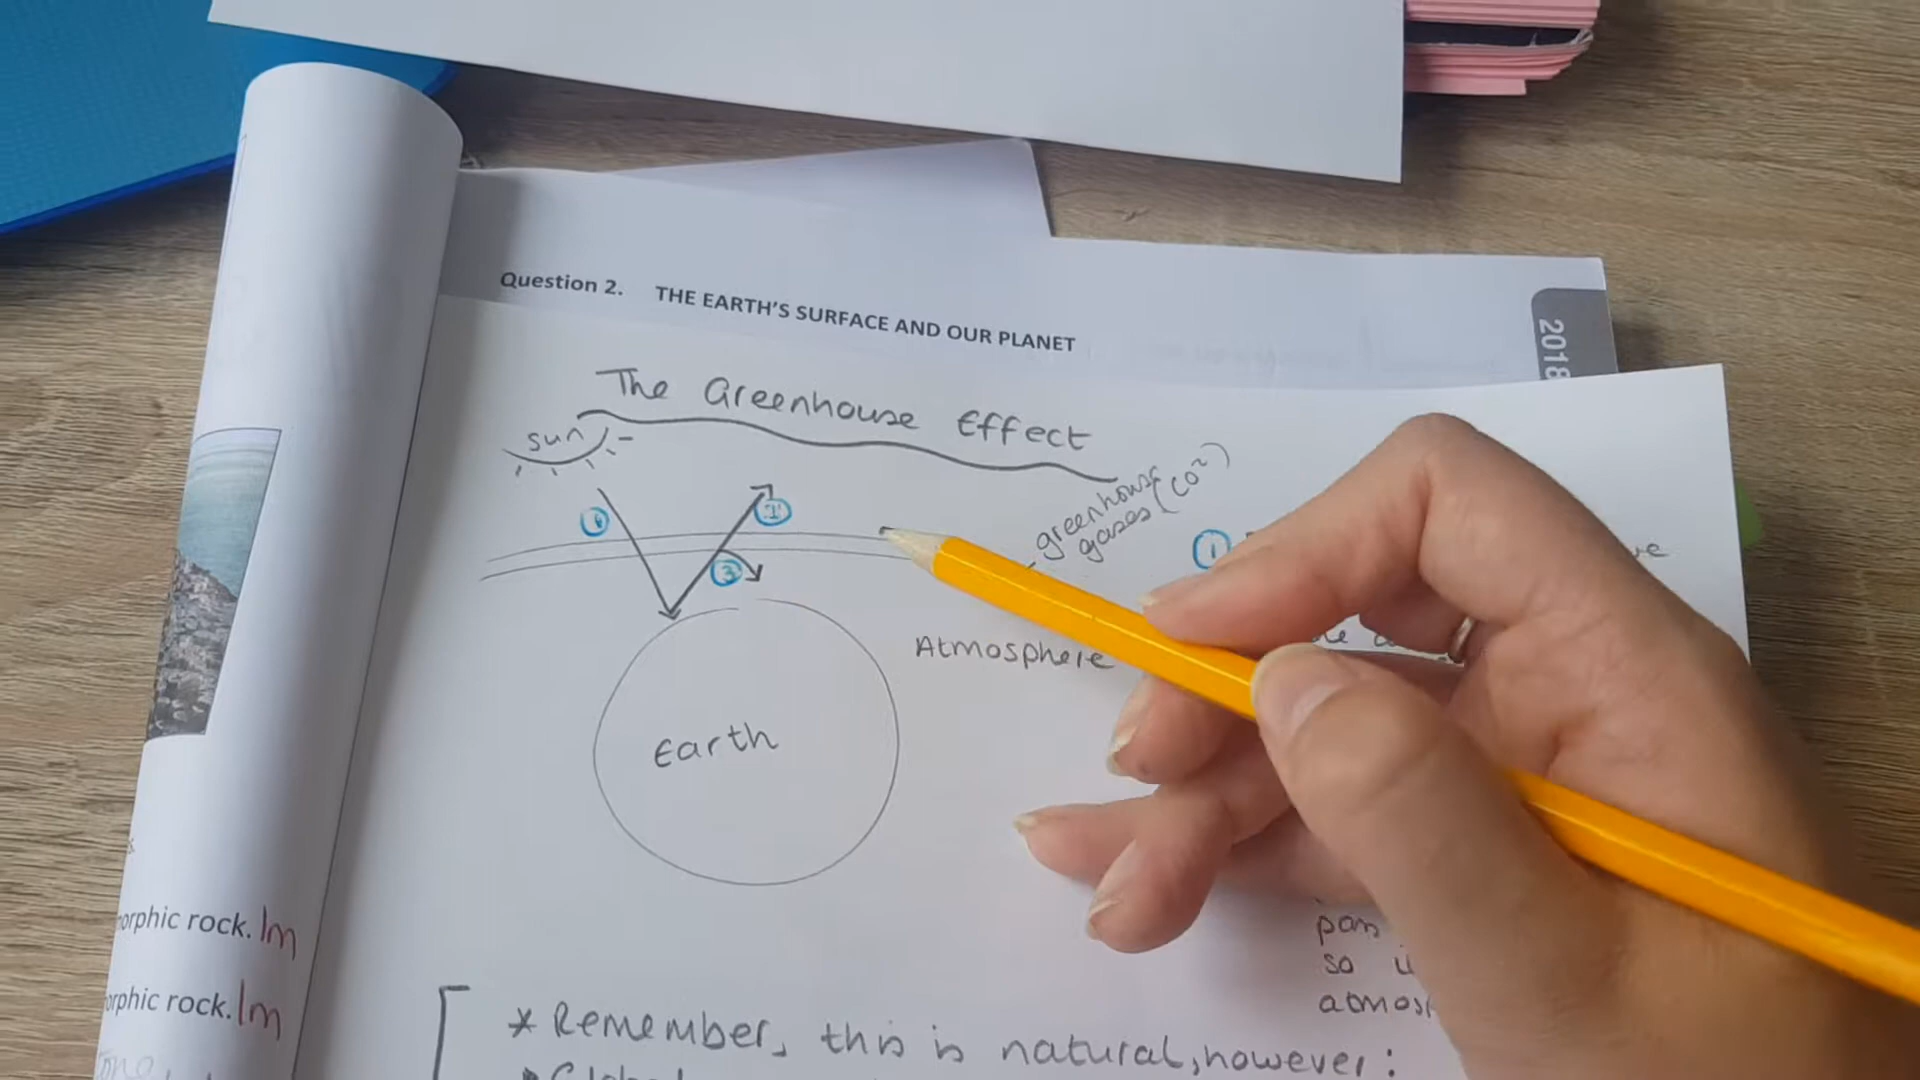 Question 2. THE EARTH'S SURFACE AND OUR PLANET
2018
The Greenhouse Effect
sun
greenhouse
gases (CO²)
1
2
1
3
Atmosphere
Earth
so
morphic rock. 1m
morphic rock. 1m
* Remember, this is natural, however: